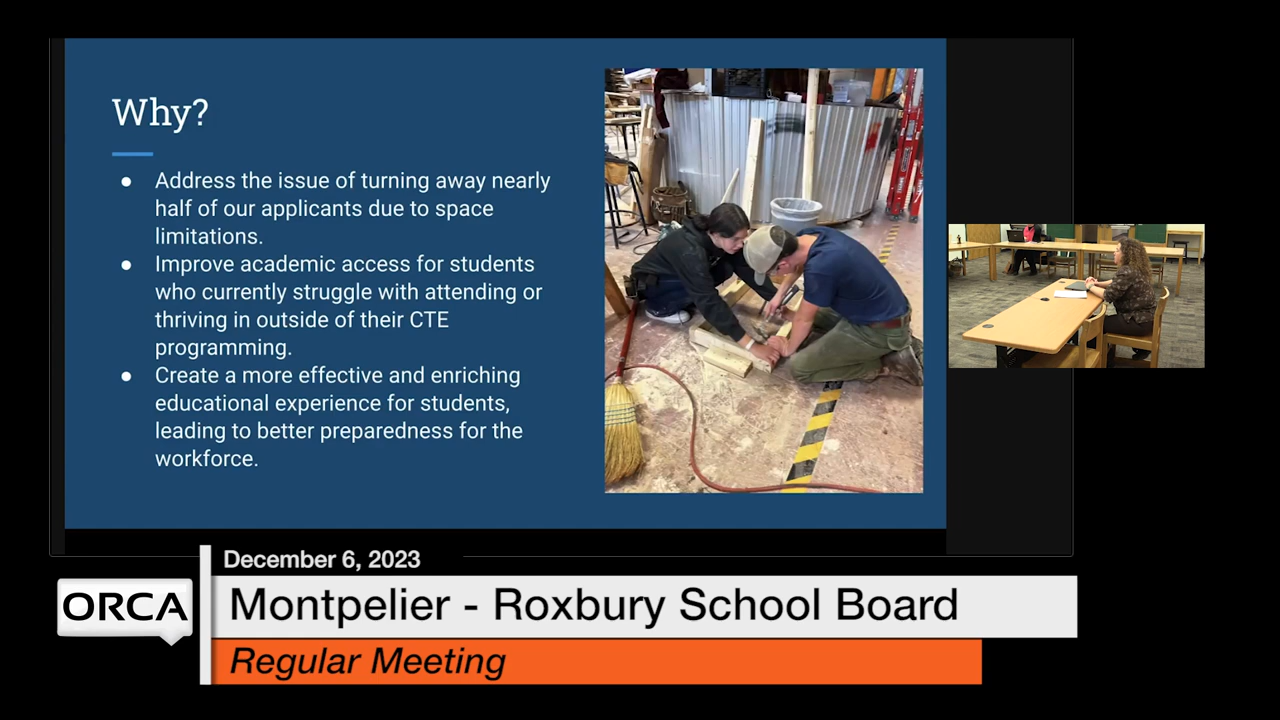 Why?
● Address the issue of turning away nearly
half of our applicants due to space
limitations.
● Improve academic access for students
who currently struggle with attending or
thriving in outside of their CTE
programming.
● Create a more effective and enriching
educational experience for students,
leading to better preparedness for the
workforce.
December 6, 2023
ORCA
Montpelier - Roxbury School Board
Regular Meeting